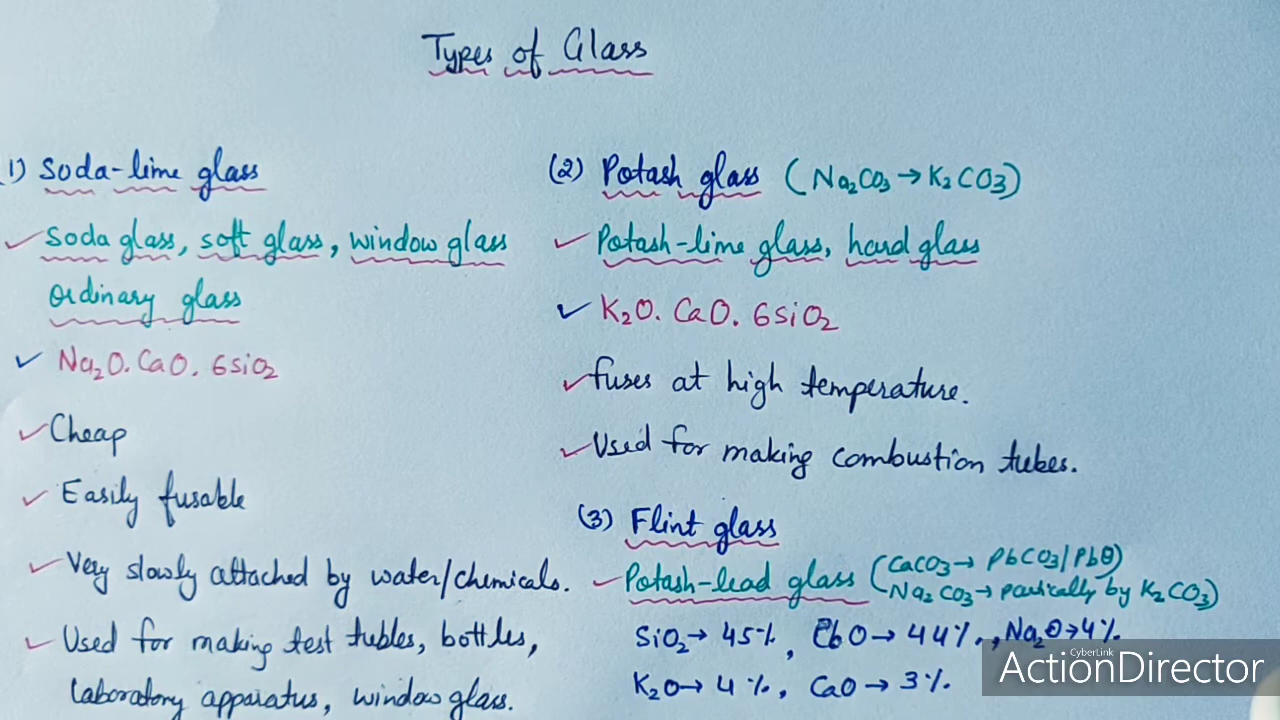 Types of Glass
1) Soda-lime glass
Soda glass, soft glass, window glass
ordinary glass
Na2O.CaO.6SiO2
Cheap
Easily fusable
Very slowly attached by water/chemicals.
Used for making test tubles, bottles,
laboratory apparatus, window glass.
(2) Potash glass (Na2CO3→K2CO3)
Potash-lime glass, hard glass
K2O.CaO.6SiO2
fuses at high temperature.
Used for making combustion tubes.
(3) Flint glass
Potash-lead glass (CaCO3→PbCO3/PbO)
Na2CO3→partically by K2CO3)
SiO2→45%, PbO→44%, Na2O→4%.
K2O→4%, CaO→3%.
CyberLink
ActionDirector